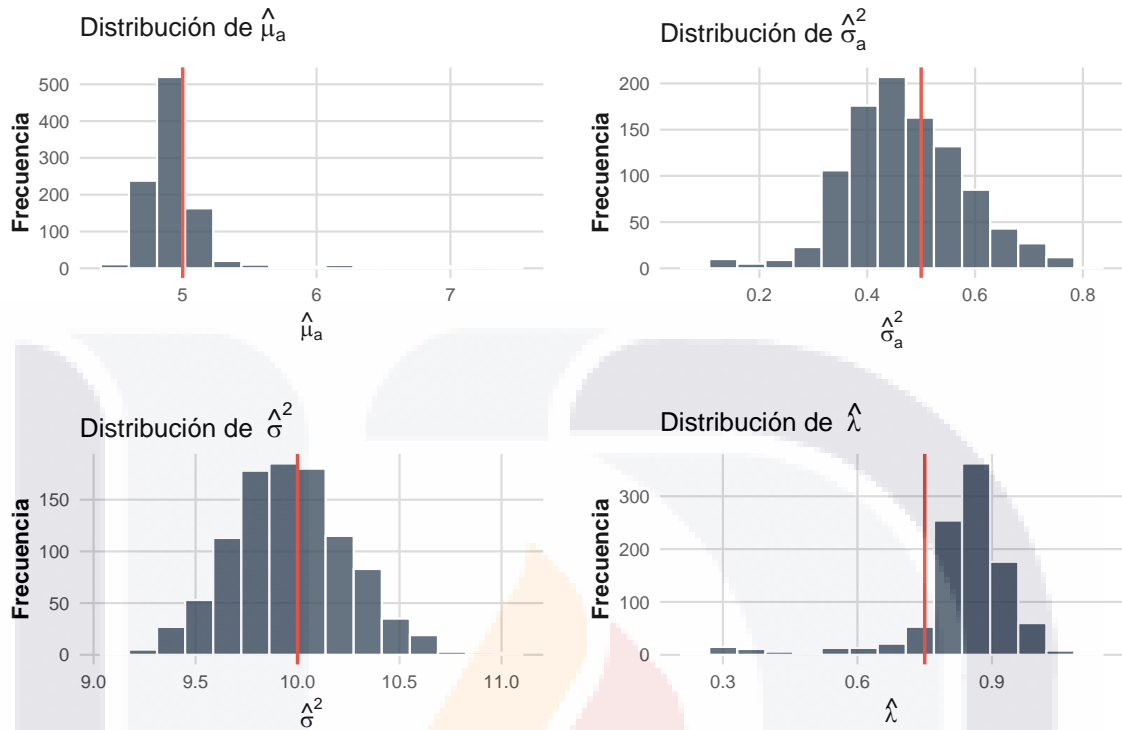 Distribución de μ̂ₐ
Frecuencia
500
400
300
200
100
0
5
6
7
μ̂ₐ
Distribución de σ̂ₐ²
Frecuencia
200
150
100
50
0
0.2
0.4
0.6
0.8
σ̂ₐ²
Distribución de σ̂²
Frecuencia
150
100
50
0
9.0
9.5
10.0
10.5
11.0
σ̂²
Distribución de λ̂
Frecuencia
300
200
100
0
0.3
0.6
0.9
λ̂